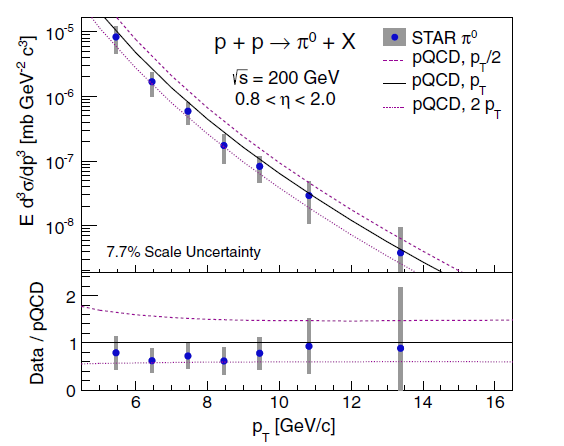 p + p → π⁰ + X
√s = 200 GeV
0.8 < η < 2.0
STAR π⁰
pQCD, p_T/2
pQCD, p_T
pQCD, 2 p_T
E d³σ/dp³ [mb GeV⁻² c³]
10⁻⁵
10⁻⁶
10⁻⁷
10⁻⁸
7.7% Scale Uncertainty
Data / pQCD
2
1
0
6 8 10 12 14 16
p_T [GeV/c]